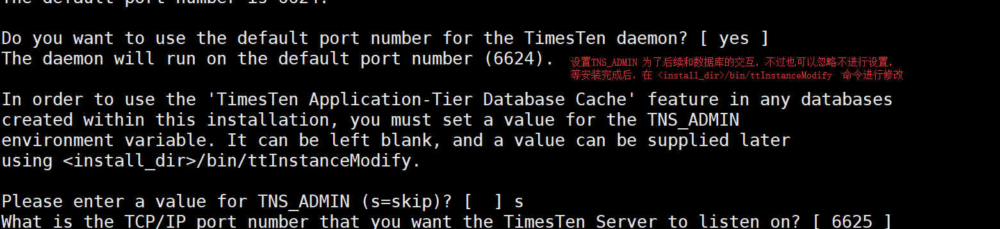 The default port number is 6624.
Do you want to use the default port number for the TimesTen daemon? [ yes ]
The daemon will run on the default port number (6624).
设置TNS_ADMIN 为了后续和数据库的交互，不过也可以忽略不进行设置，
等安装完成后，在 <install_dir>/bin/ttInstanceModify 命令进行修改
In order to use the 'TimesTen Application-Tier Database Cache' feature in any databases
created within this installation, you must set a value for the TNS_ADMIN
environment variable. It can be left blank, and a value can be supplied later
using <install_dir>/bin/ttInstanceModify.
Please enter a value for TNS_ADMIN (s=skip)? [  ] s
What is the TCP/IP port number that you want the TimesTen Server to listen on? [ 6625 ]